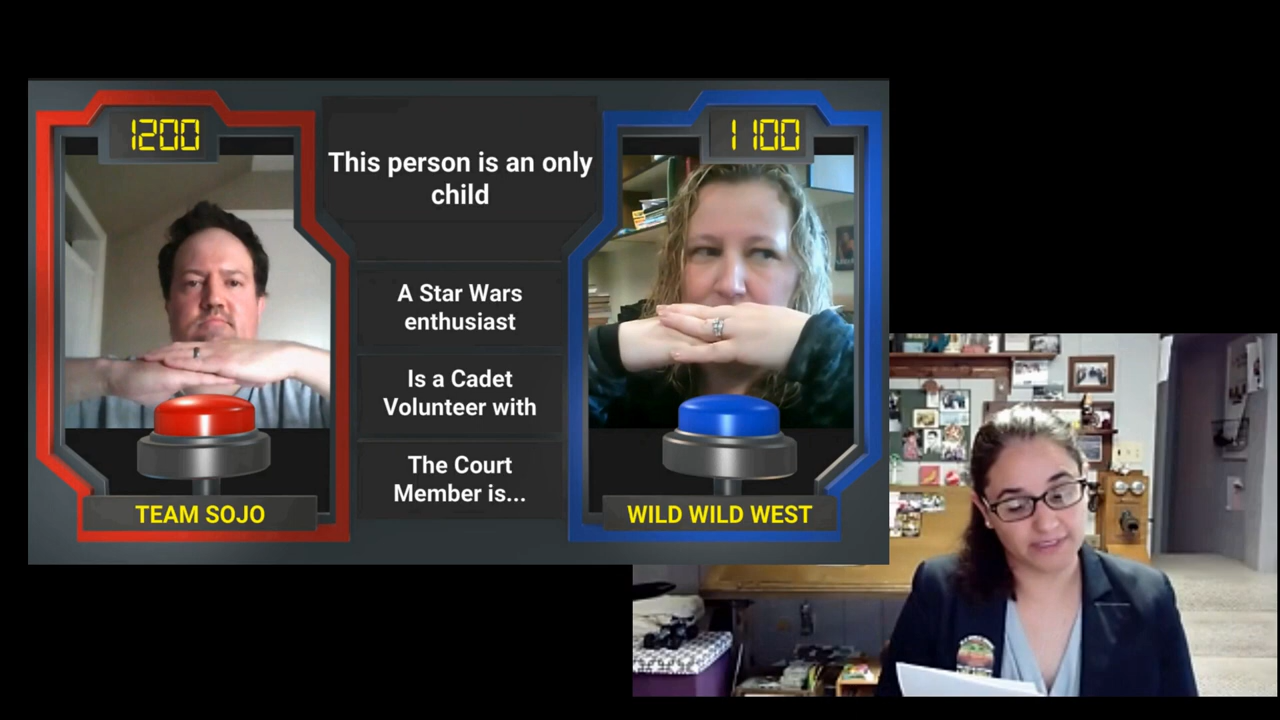 1200
1100
This person is an only
child
A Star Wars
enthusiast
Is a Cadet
Volunteer with
The Court
Member is...
TEAM SOJO
WILD WILD WEST